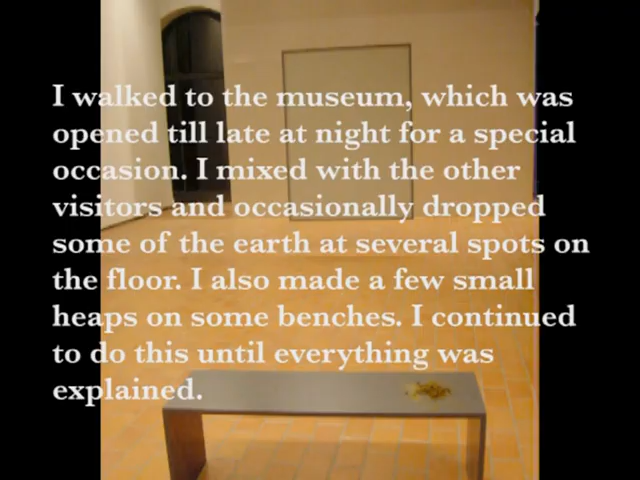 I walked to the museum, which was
opened till late at night for a special
occasion. I mixed with the other
visitors and occasionally dropped
some of the earth at several spots on
the floor. I also made a few small
heaps on some benches. I continued
to do this until everything was
explained.